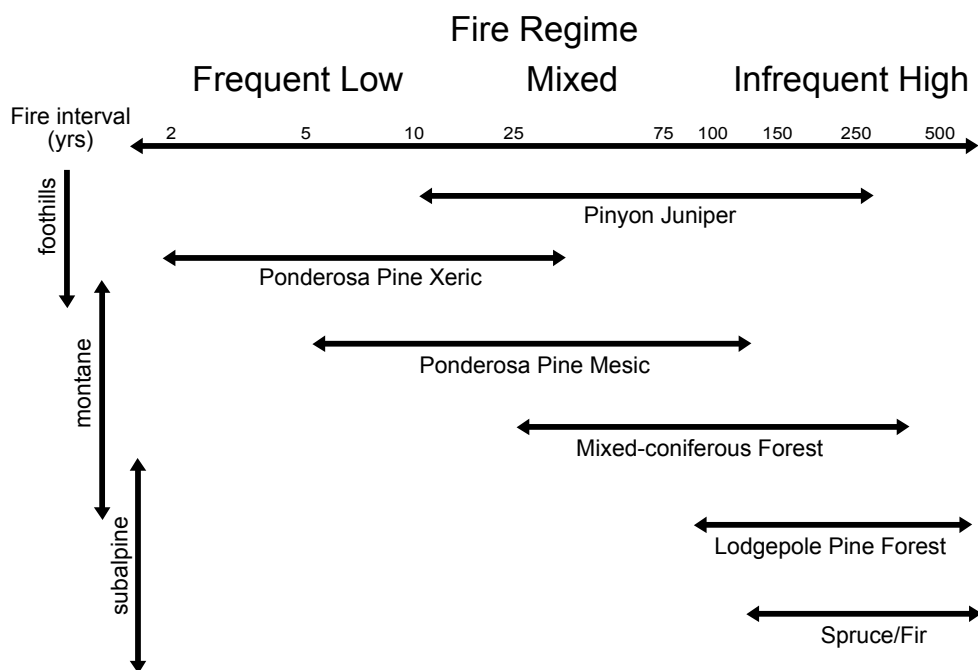 Fire Regime
Frequent Low Mixed Infrequent High
Fire interval
(yrs)
2 5 10 25 75 100 150 250 500
foothills
Pinyon Juniper
Ponderosa Pine Xeric
montane
Ponderosa Pine Mesic
Mixed-coniferous Forest
subalpine
Lodgepole Pine Forest
Spruce/Fir